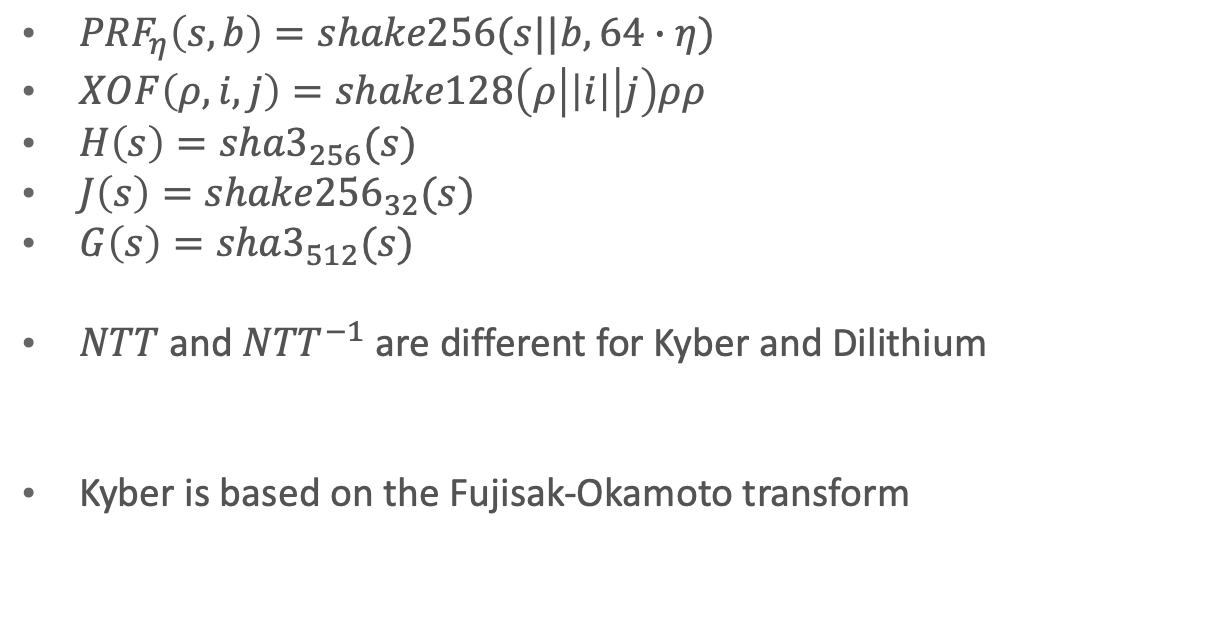 • PRF_η(s, b) = shake256(s||b, 64 · η)
• XOF(ρ, i, j) = shake128(ρ||i||j)ρρ
• H(s) = sha3_256(s)
• J(s) = shake256_32(s)
• G(s) = sha3_512(s)
• NTT and NTT⁻¹ are different for Kyber and Dilithium
• Kyber is based on the Fujisak-Okamoto transform